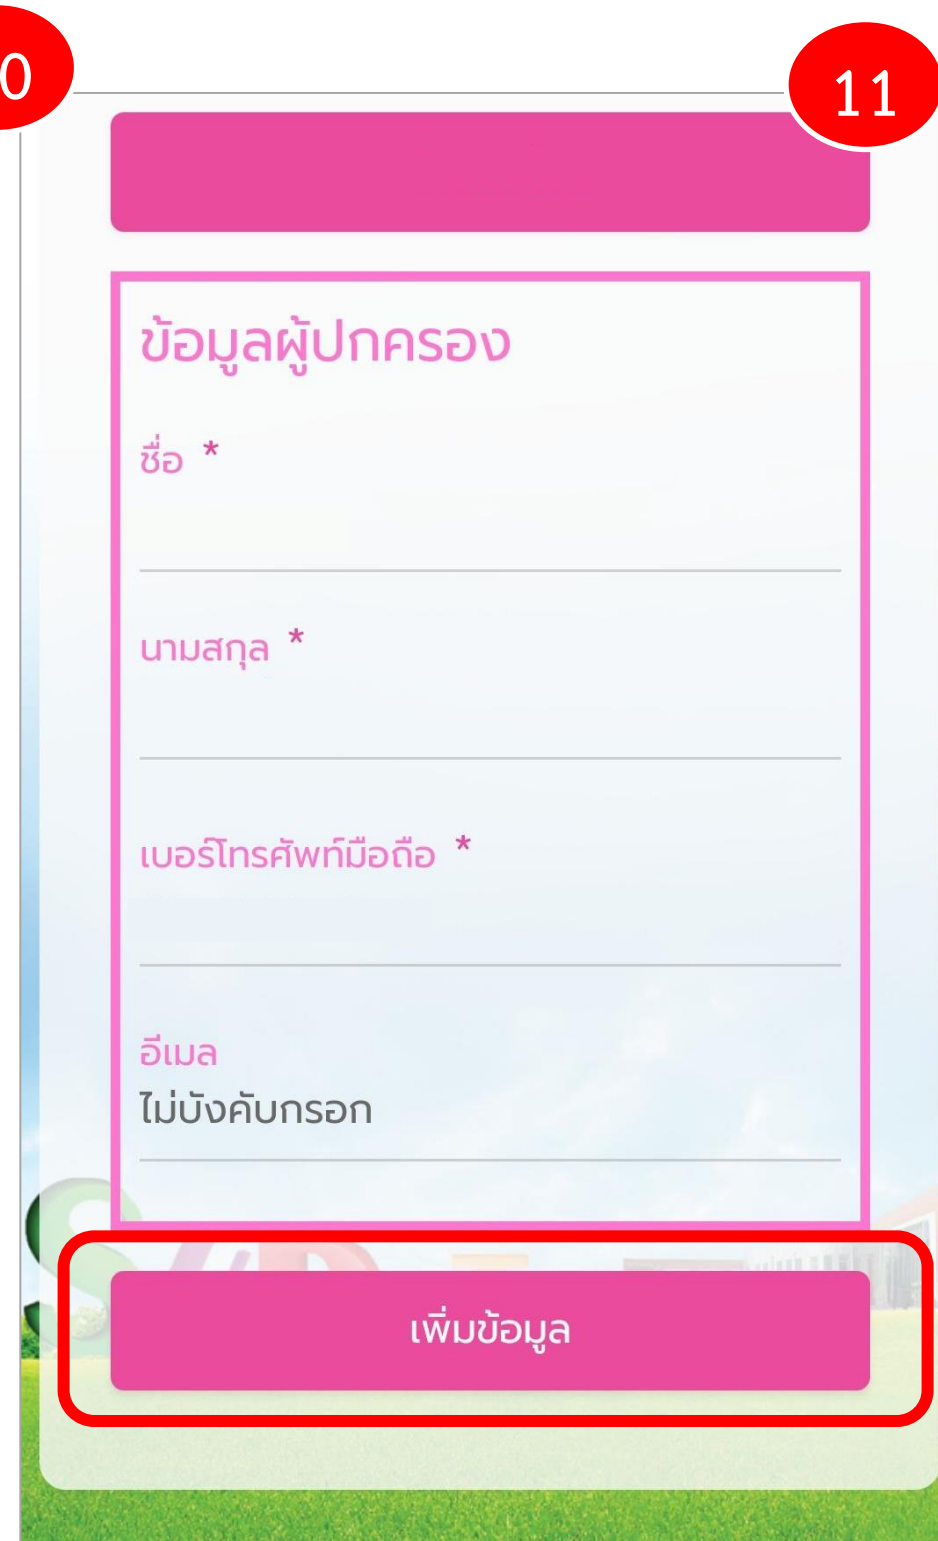 0
11
ข้อมูลผู้ปกครอง
ชื่อ *
นามสกุล *
เบอร์โทรศัพท์มือถือ *
อีเมล
ไม่บังคับกรอก
เพิ่มข้อมูล